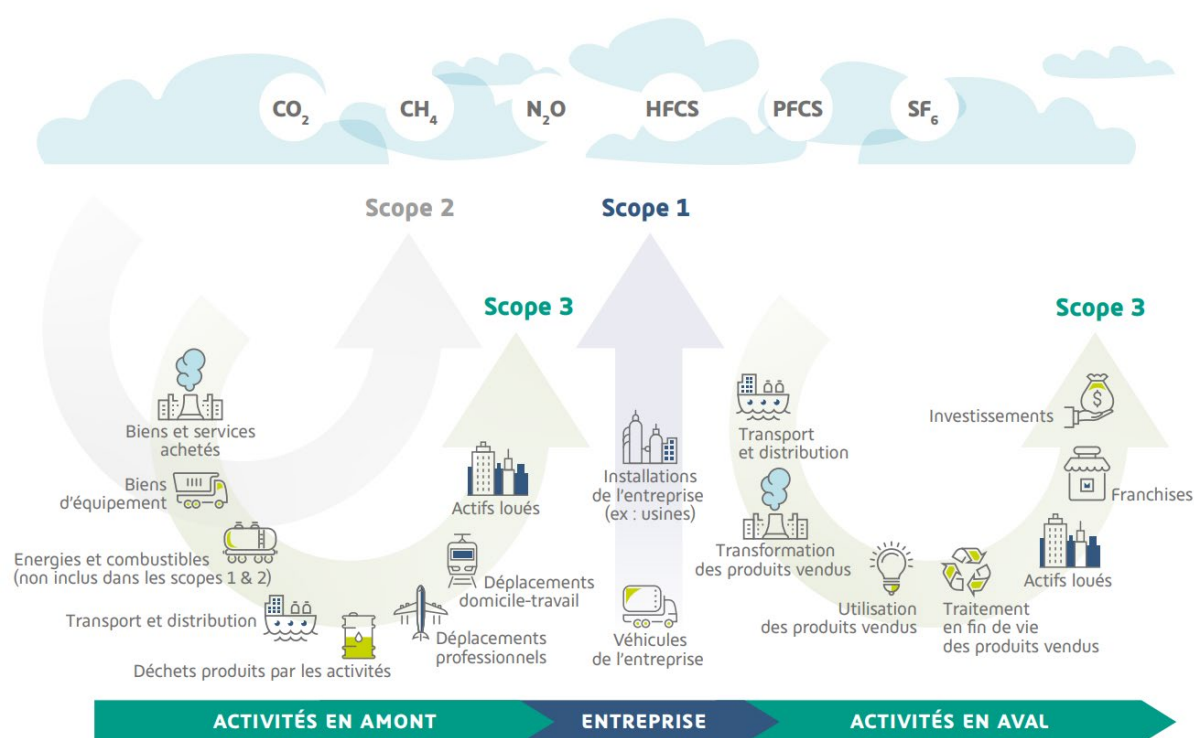 CO₂
CH₄
N₂O
HFCS
PFCS
SF₆
Scope 2
Scope 1
Scope 3
Scope 3
Biens et services
achetés
Biens
d'équipement
Energies et combustibles
(non inclus dans les scopes 1 & 2)
Transport et distribution
Déchets produits par les activités
Déplacements
professionnels
Déplacements
domicile-travail
Actifs loués
Installations
de l'entreprise
(ex : usines)
Véhicules
de l'entreprise
Transport
et distribution
Transformation
des produits vendus
Utilisation
des produits vendus
Traitement
en fin de vie
des produits vendus
Actifs loués
Franchises
Investissements
$
ACTIVITÉS EN AMONT
ENTREPRISE
ACTIVITÉS EN AVAL